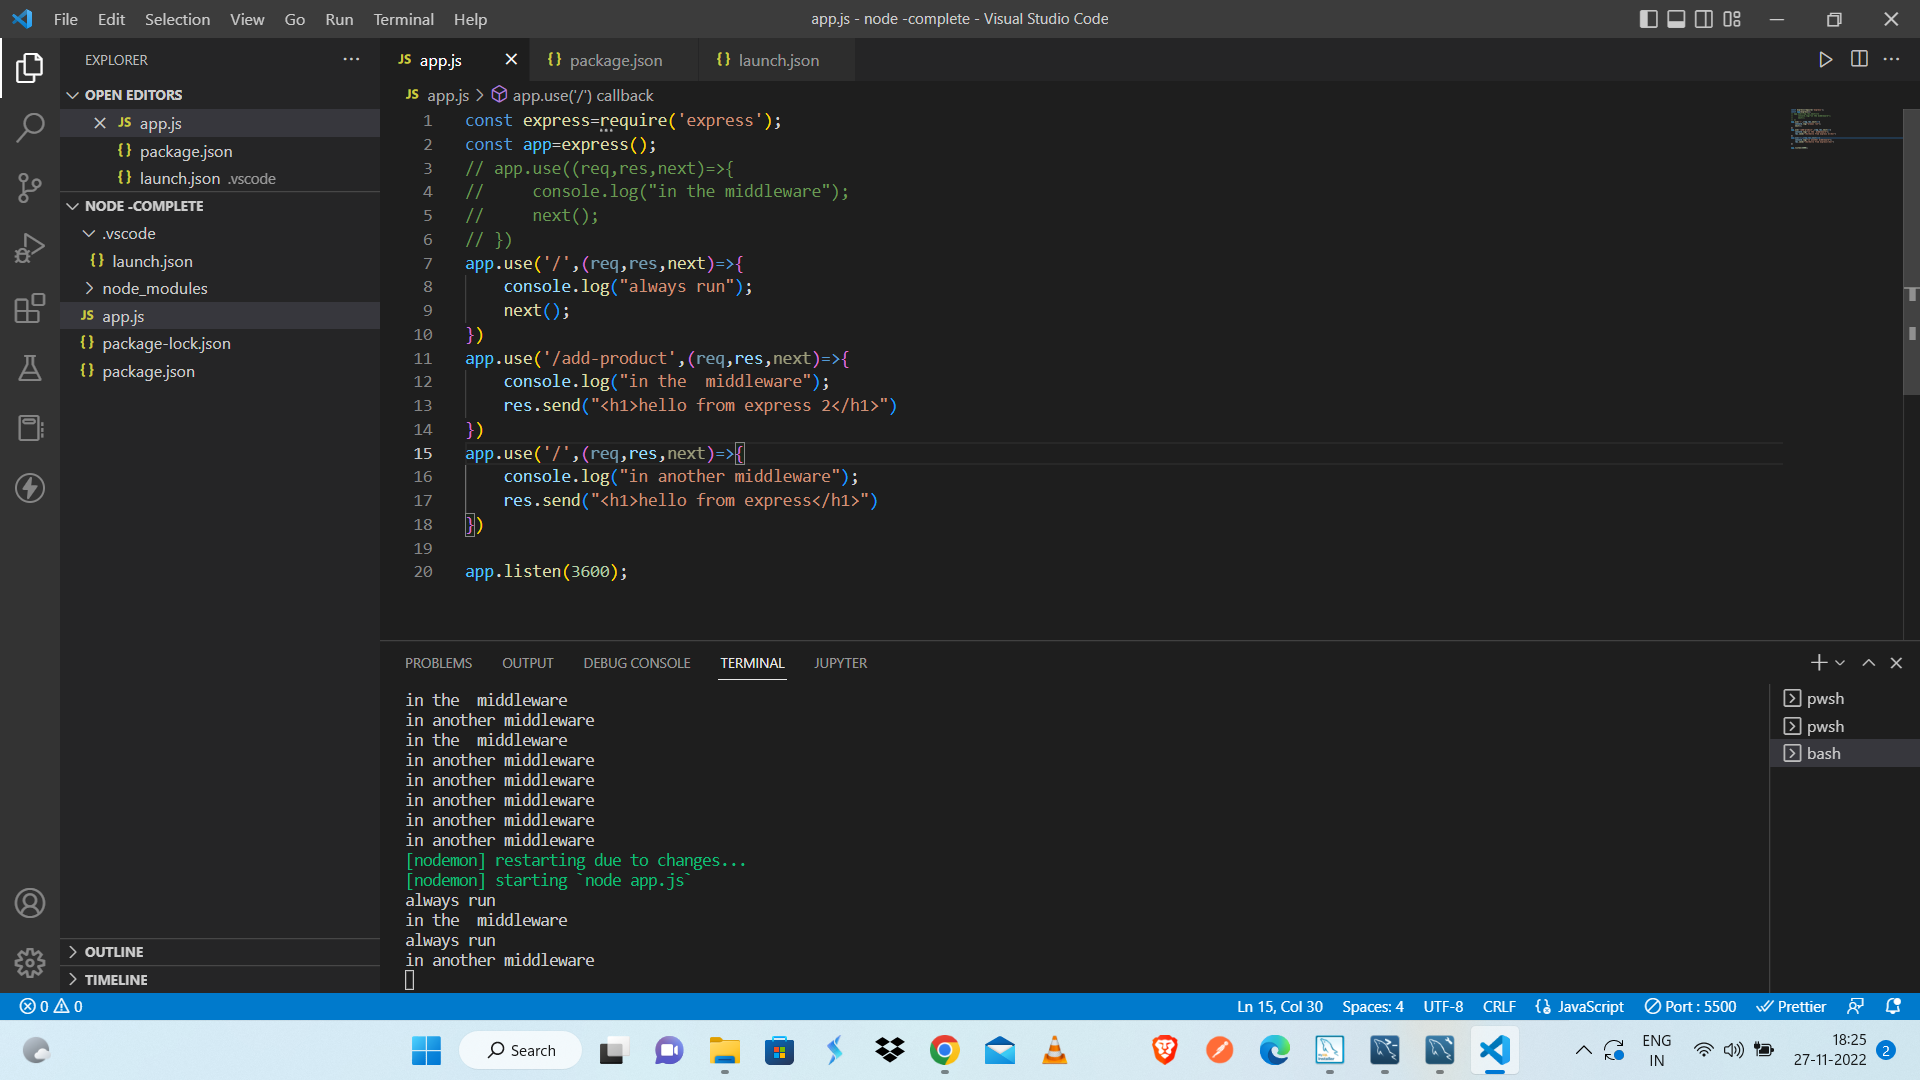 File Edit Selection View Go Run Terminal Help
app.js - node -complete - Visual Studio Code
EXPLORER
OPEN EDITORS
JS app.js
{} package.json
{} launch.json .vscode
NODE -COMPLETE
.vscode
{} launch.json
node_modules
JS app.js
{} package-lock.json
{} package.json
OUTLINE
TIMELINE
JS app.js
{} package.json
{} launch.json
JS app.js > app.use('/') callback
1 const express=require('express');
2 const app=express();
3 // app.use((req,res,next)=>{
4 //     console.log("in the middleware");
5 //     next();
6 // })
7 app.use('/',(req,res,next)=>{
8     console.log("always run");
9     next();
10 })
11 app.use('/add-product',(req,res,next)=>{
12     console.log("in the  middleware");
13     res.send("<h1>hello from express 2</h1>")
14 })
15 app.use('/',(req,res,next)=>{
16     console.log("in another middleware");
17     res.send("<h1>hello from express</h1>")
18 })
19
20 app.listen(3600);
PROBLEMS OUTPUT DEBUG CONSOLE TERMINAL JUPYTER
in the  middleware
in another middleware
in the  middleware
in another middleware
in another middleware
in another middleware
in another middleware
in another middleware
[nodemon] restarting due to changes...
[nodemon] starting `node app.js`
always run
in the  middleware
always run
in another middleware
pwsh
pwsh
bash
0 0
Ln 15, Col 30 Spaces: 4 UTF-8 CRLF {} JavaScript Port : 5500 Prettier
Search
ENG
IN
18:25
27-11-2022
2